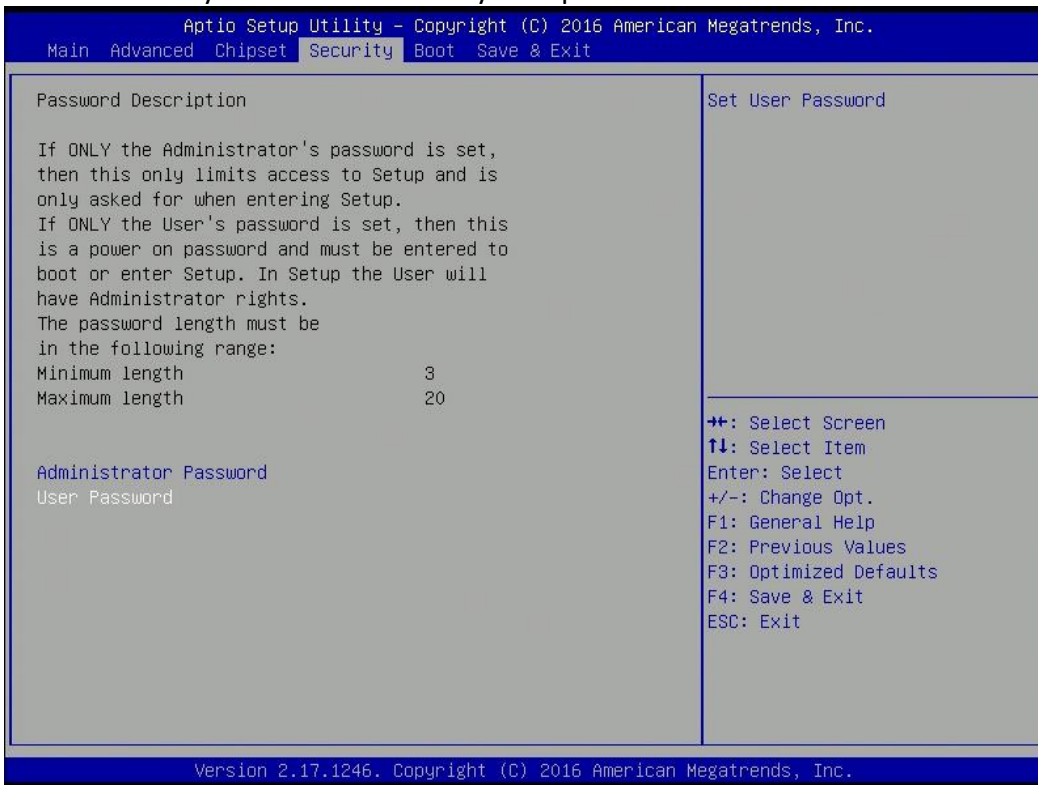 Aptio Setup Utility – Copyright (C) 2016 American Megatrends, Inc.
Main Advanced Chipset Security Boot Save & Exit
Password Description
If ONLY the Administrator's password is set,
then this only limits access to Setup and is
only asked for when entering Setup.
If ONLY the User's password is set, then this
is a power on password and must be entered to
boot or enter Setup. In Setup the User will
have Administrator rights.
The password length must be
in the following range:
Minimum length 3
Maximum length 20
Administrator Password
User Password
Set User Password
→←: Select Screen
↑↓: Select Item
Enter: Select
+/-: Change Opt.
F1: General Help
F2: Previous Values
F3: Optimized Defaults
F4: Save & Exit
ESC: Exit
Version 2.17.1246. Copyright (C) 2016 American Megatrends, Inc.